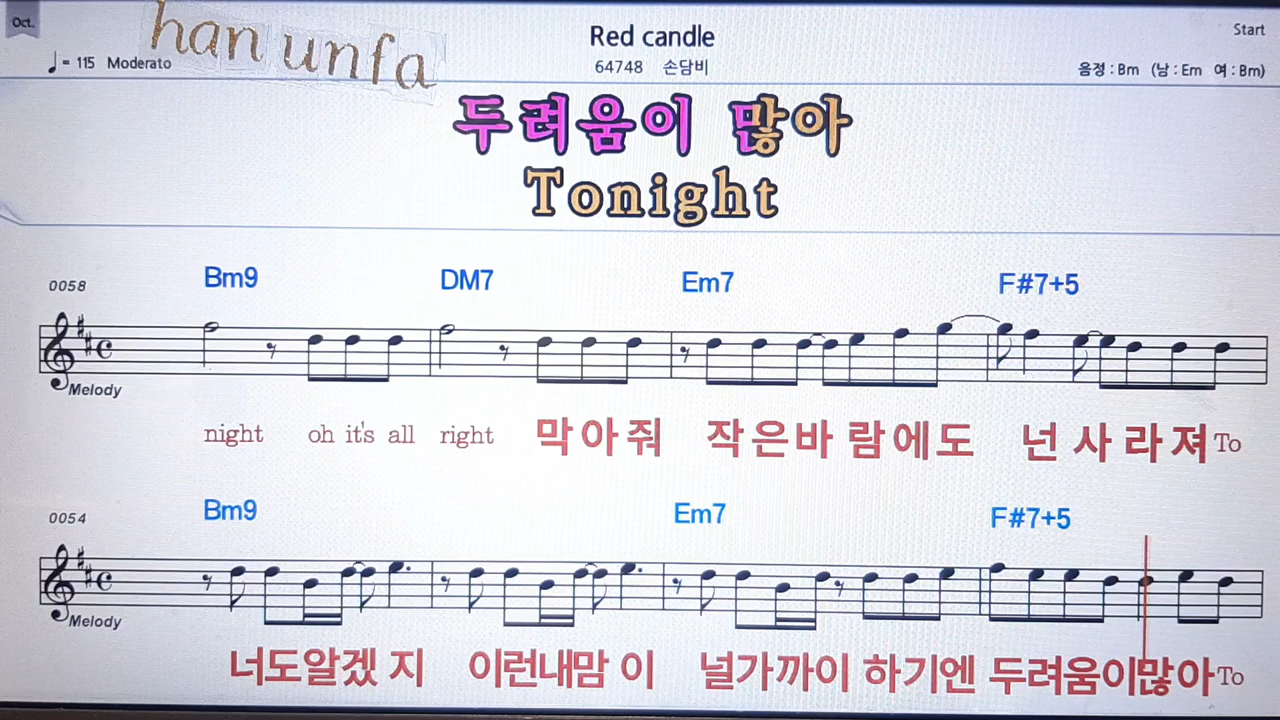 Oct.
han unfa
Red candle
Start
♩= 115 Moderato
64748 손담비
음정 : Bm (남 : Em 여 : Bm)
두려움이 많아
Tonight
0058
Bm9 DM7 Em7 F#7+5
Melody
night oh it's all right 막아줘 작은바 람에도 넌 사 라 져 To
0054
Bm9 Em7 F#7+5
Melody
너도알겠 지 이런내맘 이 널가까이 하기엔 두려움이많아 To